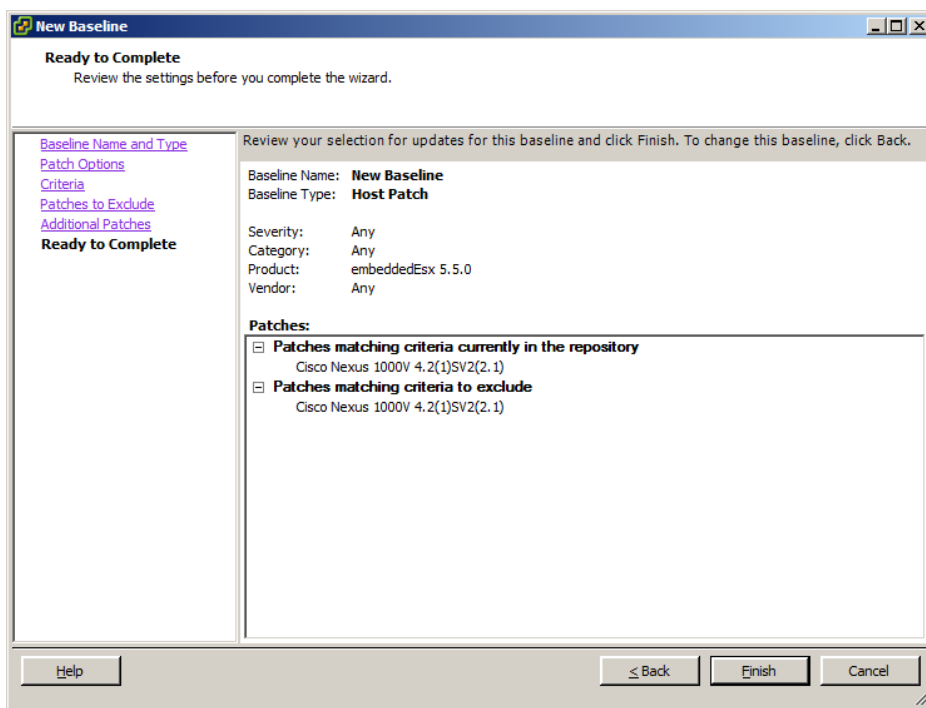 New Baseline
Ready to Complete
Review the settings before you complete the wizard.
Baseline Name and Type
Patch Options
Criteria
Patches to Exclude
Additional Patches
Ready to Complete
Review your selection for updates for this baseline and click Finish. To change this baseline, click Back.
Baseline Name: New Baseline
Baseline Type: Host Patch
Severity: Any
Category: Any
Product: embeddedEsx 5.5.0
Vendor: Any
Patches:
Patches matching criteria currently in the repository
Cisco Nexus 1000V 4.2(1)SV2(2.1)
Patches matching criteria to exclude
Cisco Nexus 1000V 4.2(1)SV2(2.1)
Help
< Back
Finish
Cancel